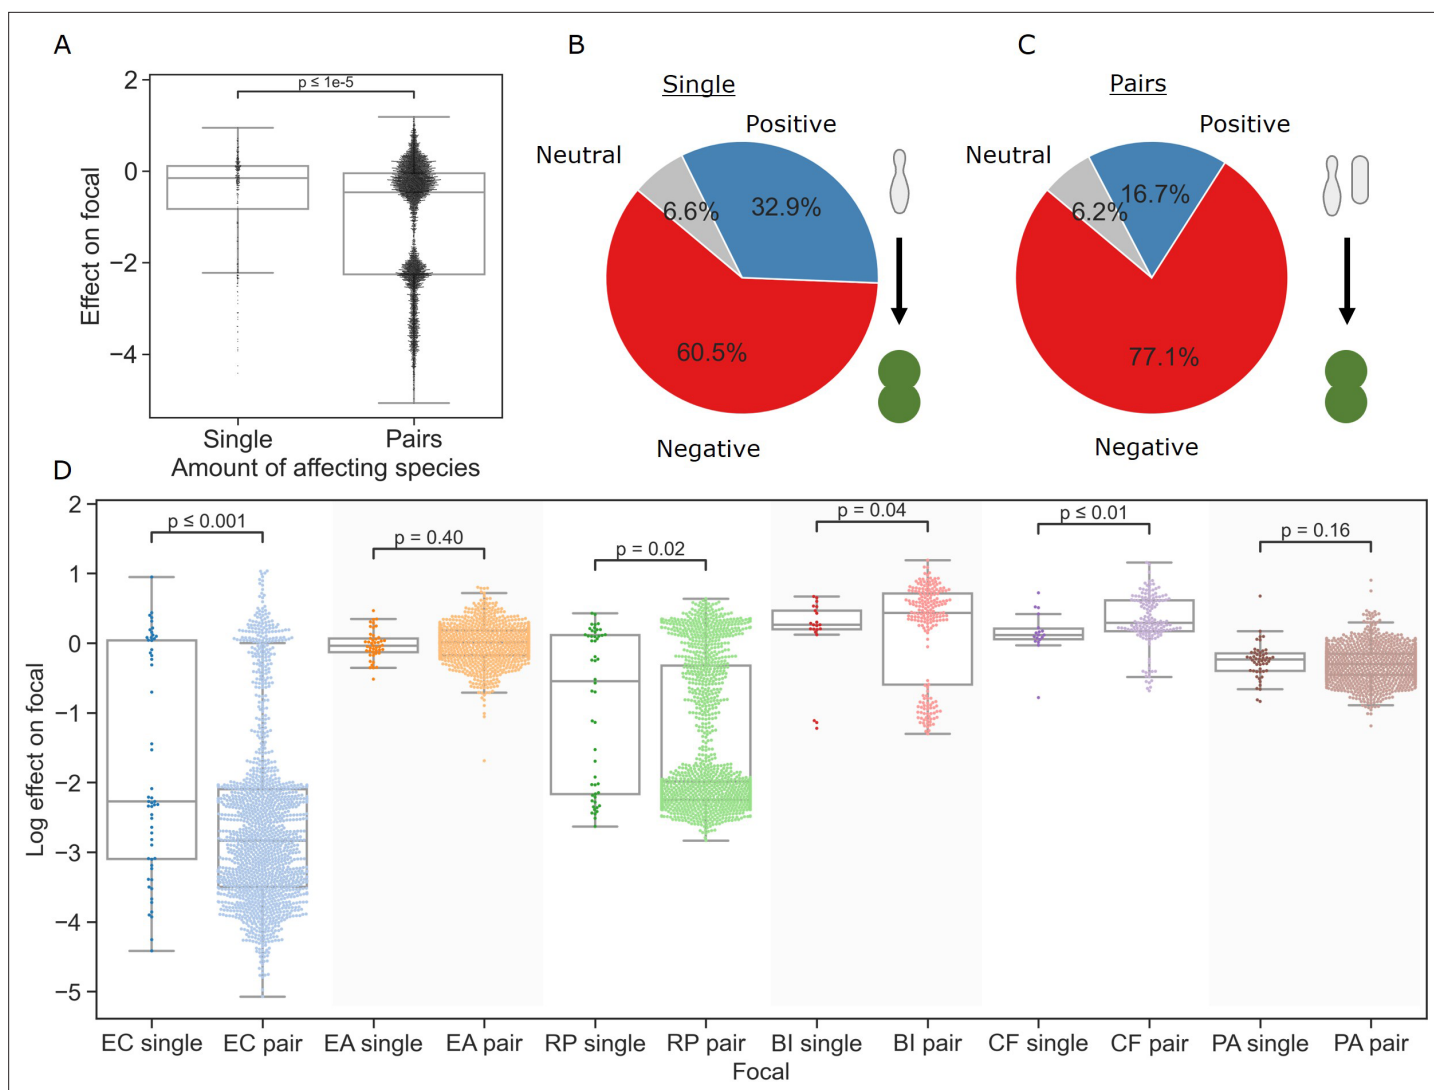 A
B
C
Single
Pairs
p ≤ 1e-5
2
0
−2
−4
Effect on focal
Single
Pairs
Amount of affecting species
Positive
Neutral
6.6%
32.9%
60.5%
Negative
Positive
Neutral
6.2%
16.7%
77.1%
Negative
D
2
1
0
−1
−2
−3
−4
−5
Log effect on focal
p ≤ 0.001
p = 0.40
p = 0.02
p = 0.04
p ≤ 0.01
p = 0.16
EC single
EC pair
EA single
EA pair
RP single
RP pair
BI single
BI pair
CF single
CF pair
PA single
PA pair
Focal